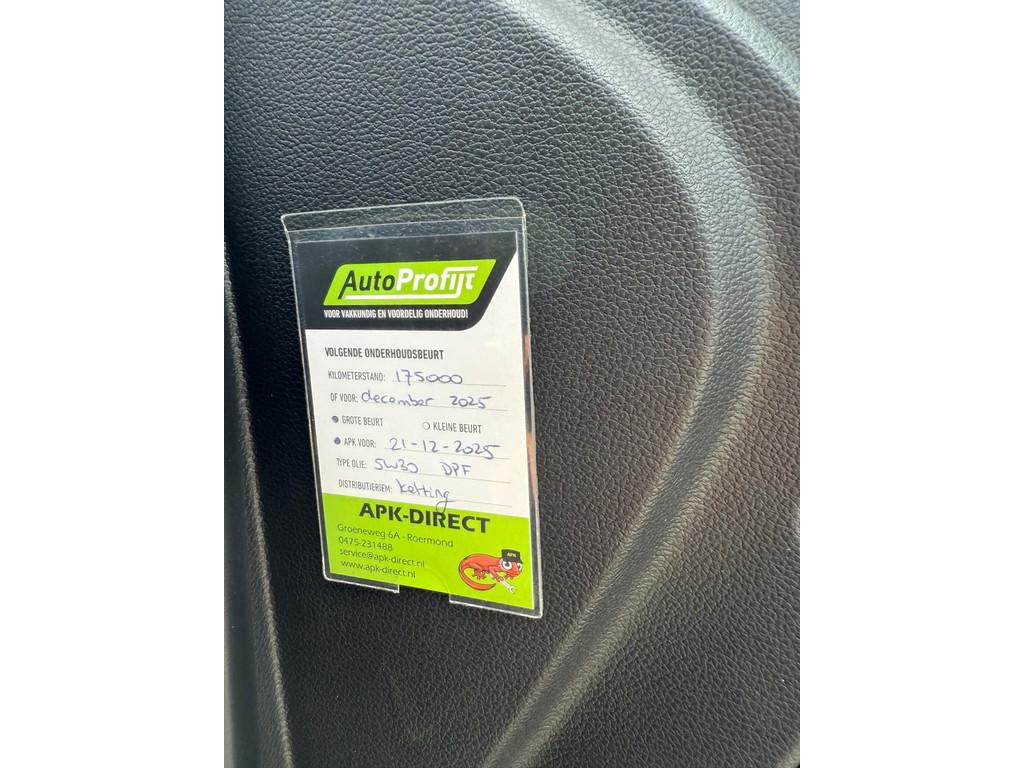 AutoProfijt
VOOR VAKKUNDIG EN VOORDELIG ONDERHOUD!
VOLGENDE ONDERHOUDSBEURT
KILOMETERSTAND: 175000
OF VOOR: december 2025
GROTE BEURT KLEINE BEURT
APK VOOR: 21-12-2025
TYPE OLIE: 5W30 DPF
DISTRIBUTIERIEM: ketting
APK-DIRECT
Groeneweg 6A - Roermond
0475-231488
service@apk-direct.nl
www.apk-direct.nl
APK